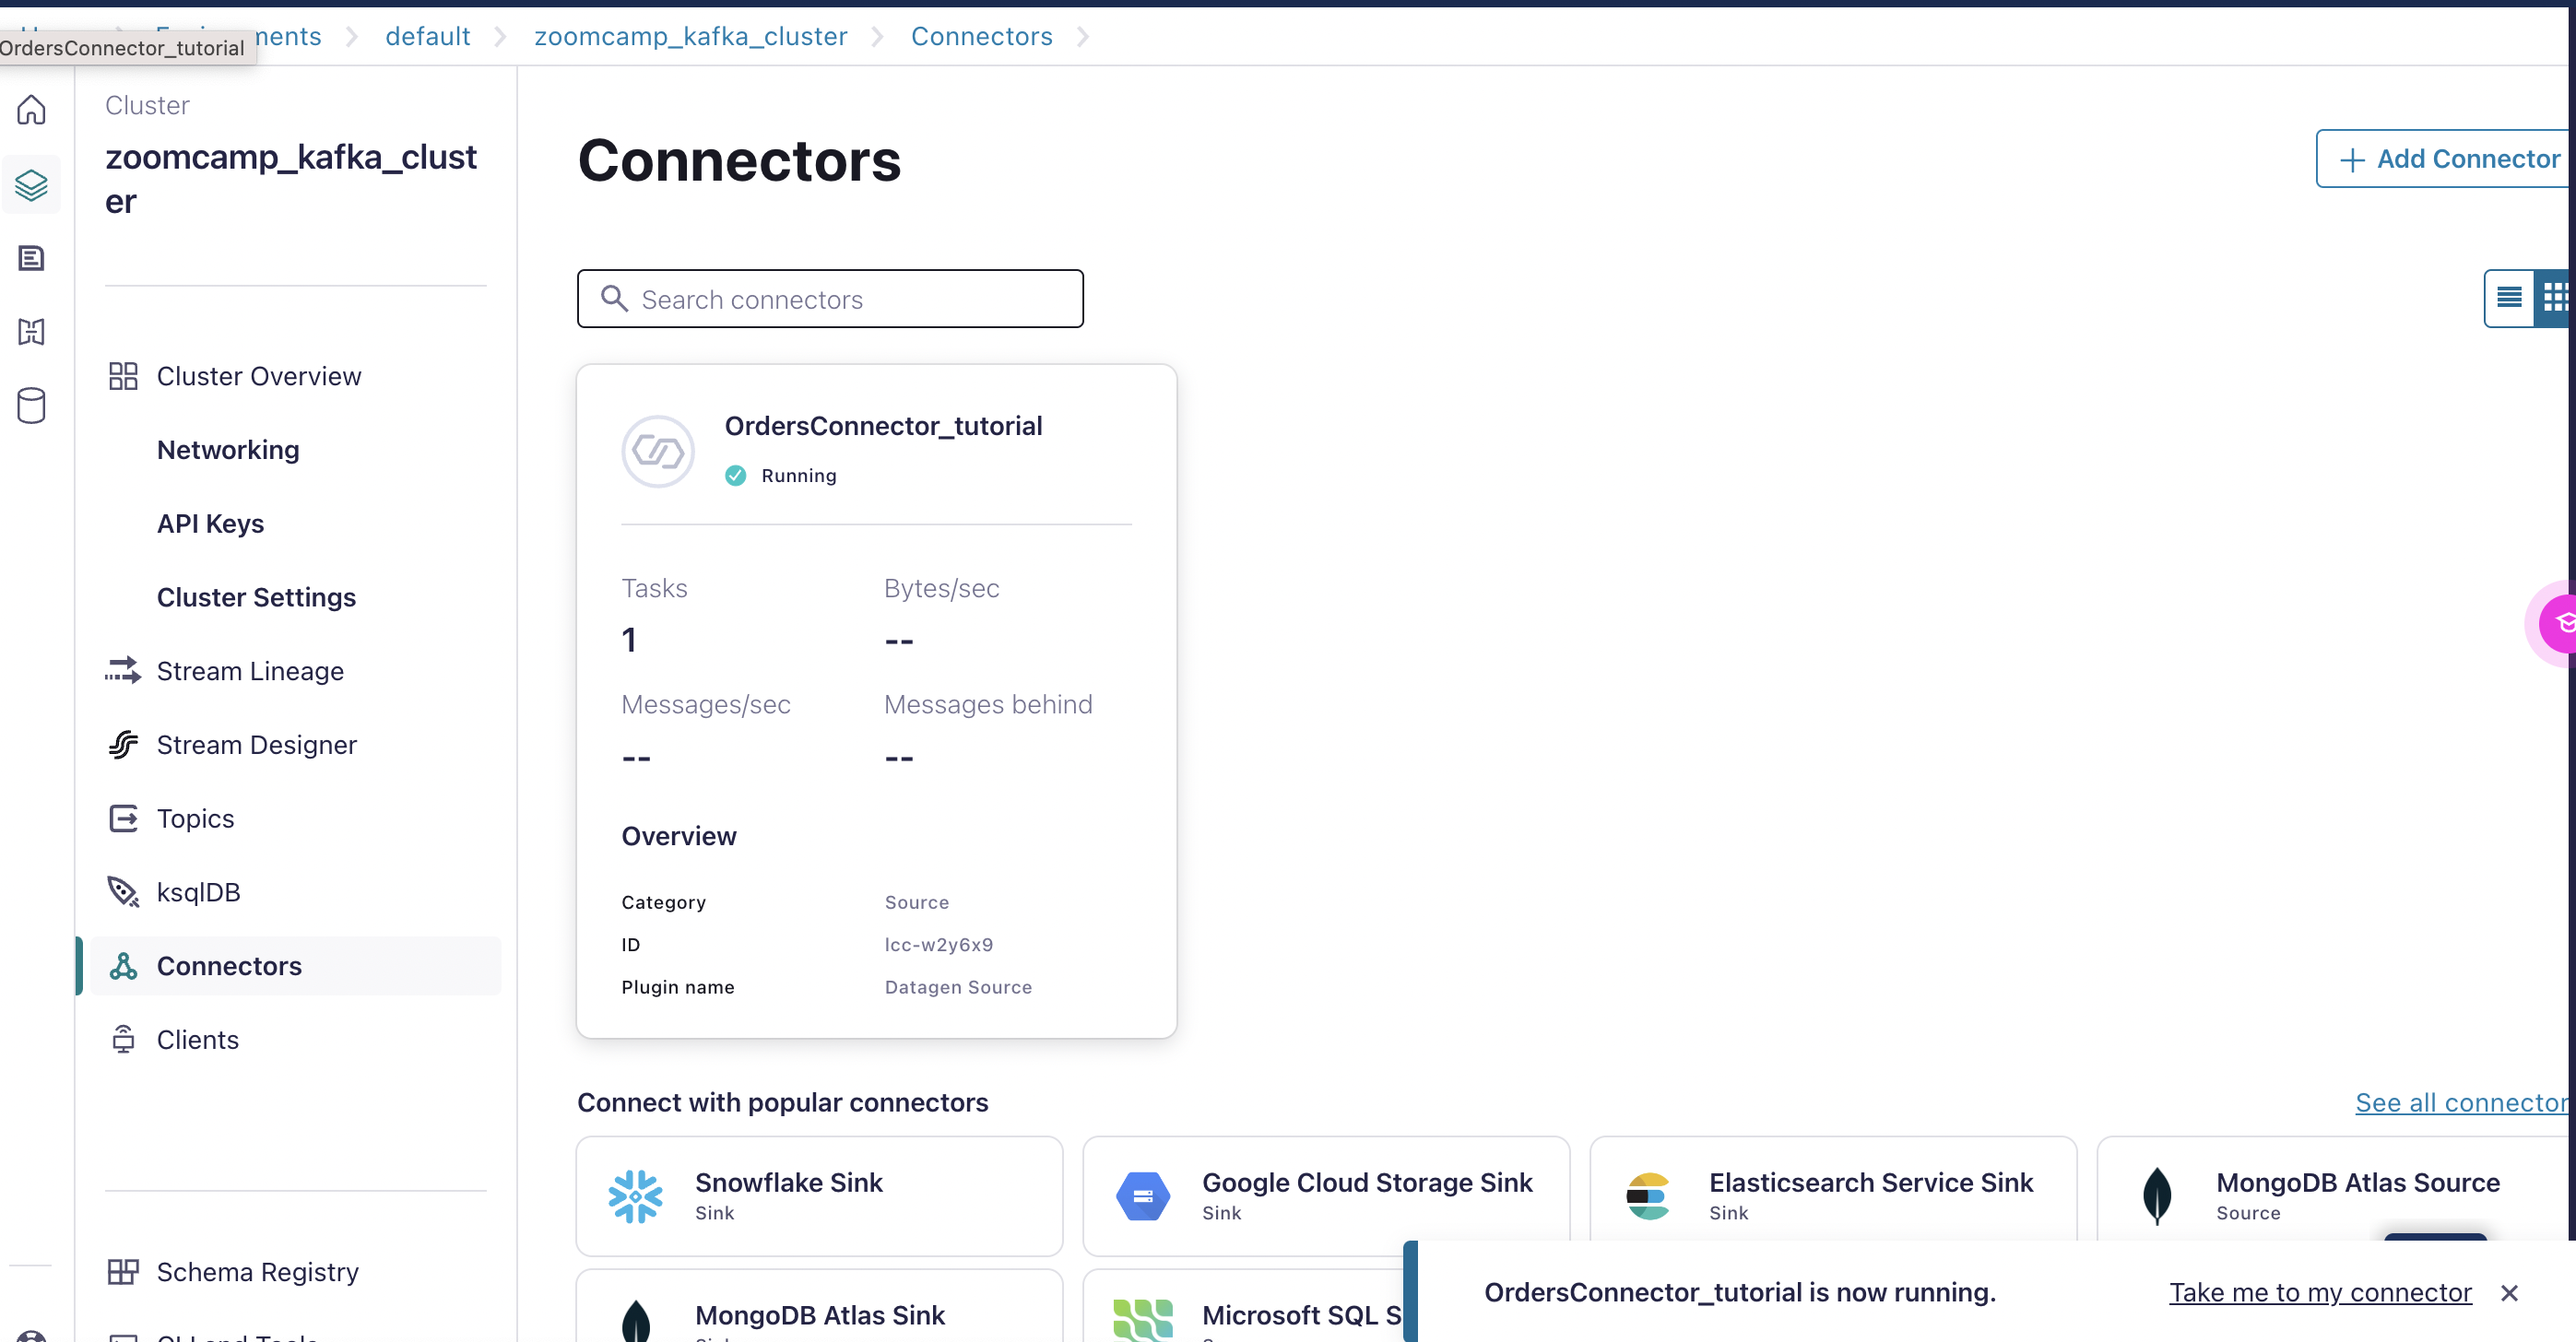 ments
default
zoomcamp_kafka_cluster
Connectors
OrdersConnector_tutorial
Cluster
zoomcamp_kafka_clust
er
Cluster Overview
Networking
API Keys
Cluster Settings
Stream Lineage
Stream Designer
Topics
ksqlDB
Connectors
Clients
Schema Registry
Connectors
Add Connector
Search connectors
OrdersConnector_tutorial
Running
Tasks
Bytes/sec
1
--
Messages/sec
Messages behind
--
--
Overview
Category
Source
ID
lcc-w2y6x9
Plugin name
Datagen Source
Connect with popular connectors
See all connector
Snowflake Sink
Sink
Google Cloud Storage Sink
Sink
Elasticsearch Service Sink
Sink
MongoDB Atlas Source
Source
MongoDB Atlas Sink
Microsoft SQL S
OrdersConnector_tutorial is now running.
Take me to my connector